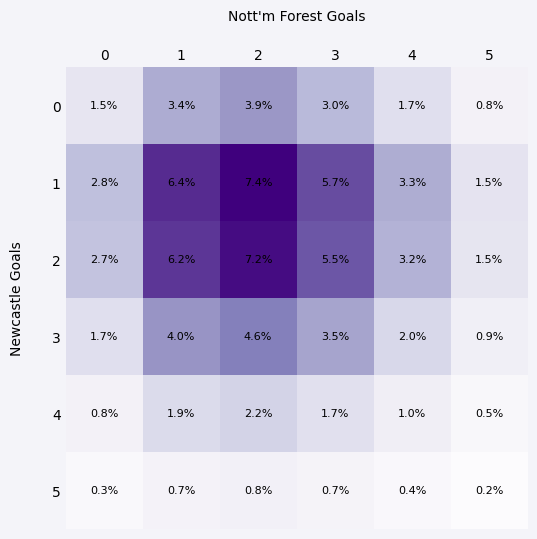 Nott'm Forest Goals
0 1 2 3 4 5
0 1.5% 3.4% 3.9% 3.0% 1.7% 0.8%
1 2.8% 6.4% 7.4% 5.7% 3.3% 1.5%
2 2.7% 6.2% 7.2% 5.5% 3.2% 1.5%
3 1.7% 4.0% 4.6% 3.5% 2.0% 0.9%
4 0.8% 1.9% 2.2% 1.7% 1.0% 0.5%
5 0.3% 0.7% 0.8% 0.7% 0.4% 0.2%
Newcastle Goals